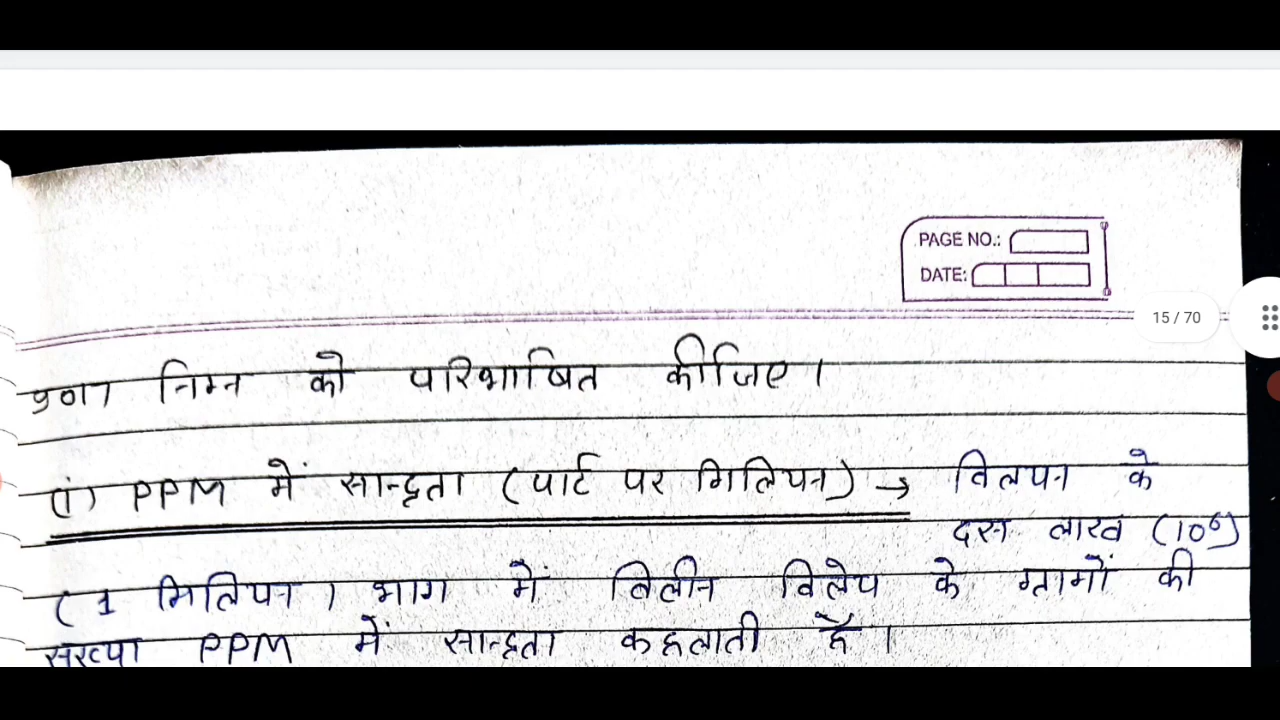 PAGE NO.:
DATE:
15 / 70
प्रश्न निम्न को परिभाषित कीजिए।
(i) PPM में सान्द्रता (पार्ट पर मिलियन) → विलयन के
दस लाख (10⁶)
( 1 मिलियन ) भाग में विलीन विलेय के ग्रामों की
संख्या PPM में सान्द्रता कहलाती है।